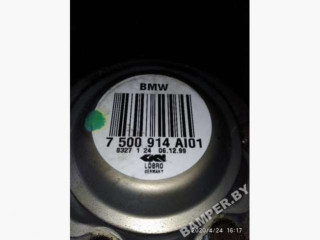 BMW
7 500 914 AI01
8327 1 24 06.12.99
GKN
LÖBRO
GERMANY
2020/4/24 16:17
BAMPER.BY